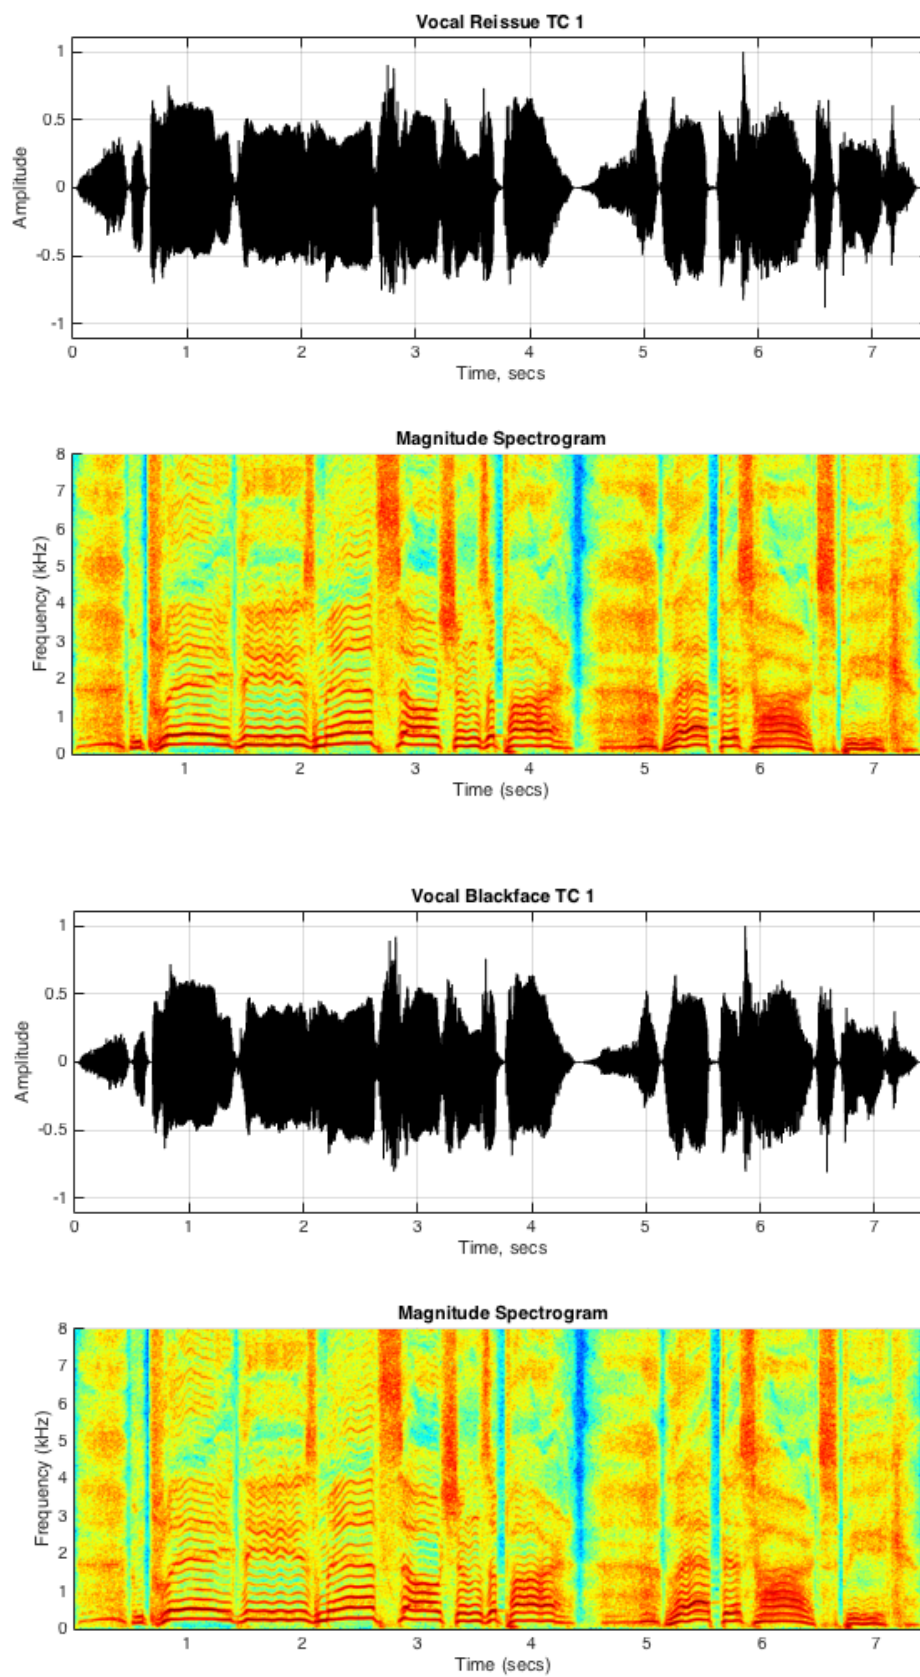 Vocal Reissue TC 1
1
0.5
0
-0.5
-1
Amplitude
0 1 2 3 4 5 6 7
Time, secs
Magnitude Spectrogram
8
7
6
5
4
3
2
1
0
Frequency (kHz)
1 2 3 4 5 6 7
Time (secs)
Vocal Blackface TC 1
1
0.5
0
-0.5
-1
Amplitude
0 1 2 3 4 5 6 7
Time, secs
Magnitude Spectrogram
8
7
6
5
4
3
2
1
0
Frequency (kHz)
1 2 3 4 5 6 7
Time (secs)